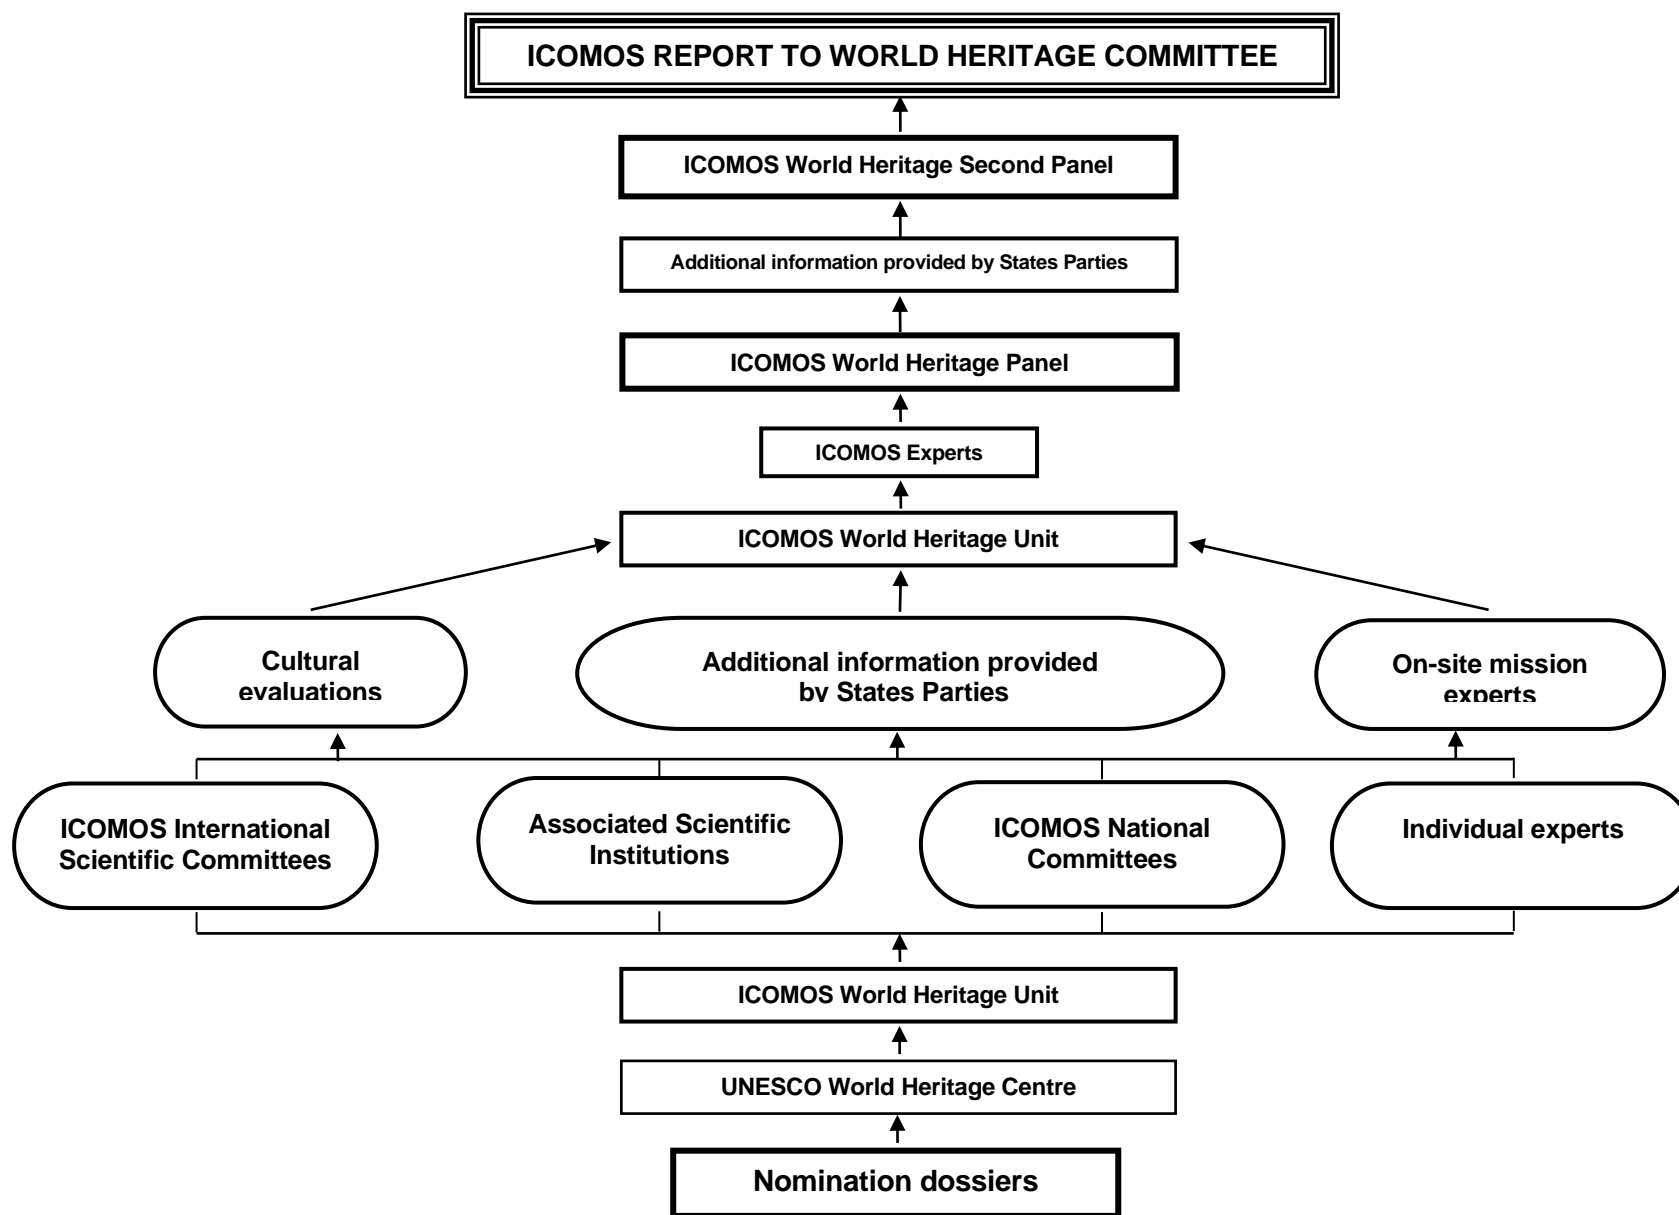 ICOMOS REPORT TO WORLD HERITAGE COMMITTEE
ICOMOS World Heritage Second Panel
Additional information provided by States Parties
ICOMOS World Heritage Panel
ICOMOS Experts
ICOMOS World Heritage Unit
Cultural
evaluations
Additional information provided
by States Parties
On-site mission
experts
ICOMOS International
Scientific Committees
Associated Scientific
Institutions
ICOMOS National
Committees
Individual experts
ICOMOS World Heritage Unit
UNESCO World Heritage Centre
Nomination dossiers